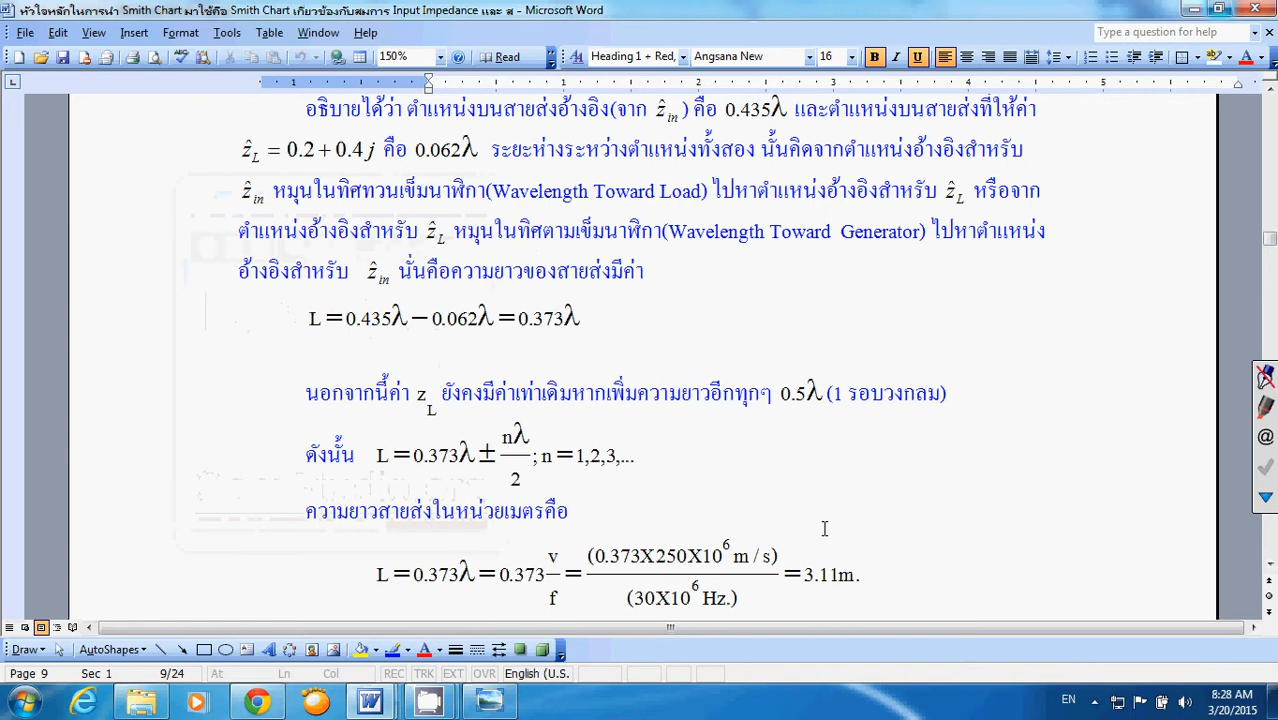 หัวใจหลักในการนำ Smith Chart มาใช้คือ Smith Chart เกี่ยวข้องกับสมการ Input Impedance และ ส - Microsoft Word
File Edit View Insert Format Tools Table Window Help Type a question for help
150% Read Heading 1 + Red, Angsana New 16 B I U
1 1 2 3 4 5
อธิบายได้ว่า ตำแหน่งบนสายส่งอ้างอิง(จาก ẑin) คือ 0.435λ และตำแหน่งบนสายส่งที่ให้ค่า
ẑL = 0.2 + 0.4 j คือ 0.062λ ระยะห่างระหว่างตำแหน่งทั้งสอง นั้นคิดจากตำแหน่งอ้างอิงสำหรับ
ẑin หมุนในทิศทวนเข็มนาฬิกา(Wavelength Toward Load) ไปหาตำแหน่งอ้างอิงสำหรับ ẑL หรือจาก
ตำแหน่งอ้างอิงสำหรับ ẑL หมุนในทิศตามเข็มนาฬิกา(Wavelength Toward Generator) ไปหาตำแหน่ง
อ้างอิงสำหรับ ẑin นั่นคือความยาวของสายส่งมีค่า
L = 0.435λ − 0.062λ = 0.373λ
นอกจากนี้ค่า zL ยังคงมีค่าเท่าเดิมหากเพิ่มความยาวอีกทุกๆ 0.5λ (1 รอบวงกลม)
ดังนั้น L = 0.373λ ± nλ/2 ; n = 1,2,3,...
ความยาวสายส่งในหน่วยเมตรคือ
L = 0.373λ = 0.373 v/f = (0.373X250X10⁶ m / s)/(30X10⁶ Hz.) = 3.11m.
Draw AutoShapes
Page 9 Sec 1 9/24 At Ln Col REC TRK EXT OVR English (U.S.
EN 8:28 AM
3/20/2015